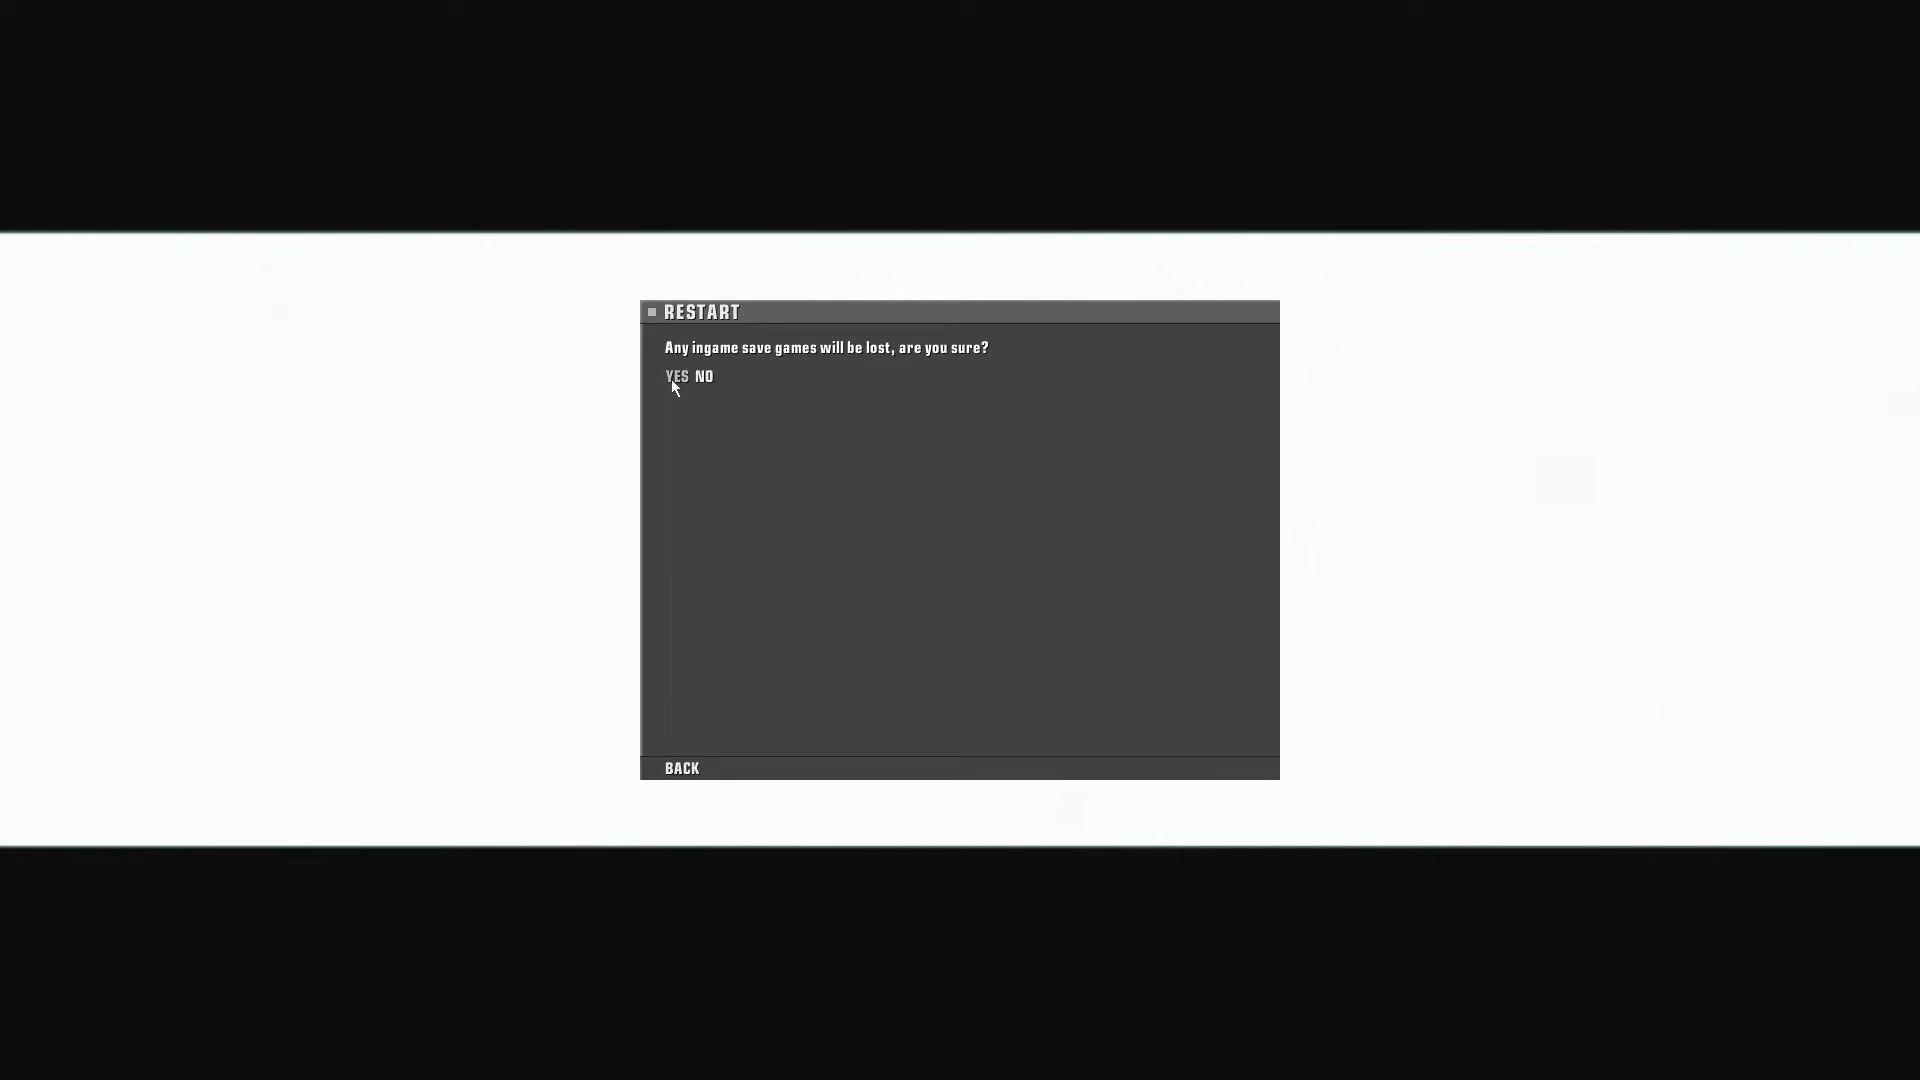 RESTART
Any ingame save games will be lost, are you sure?
YES NO
BACK